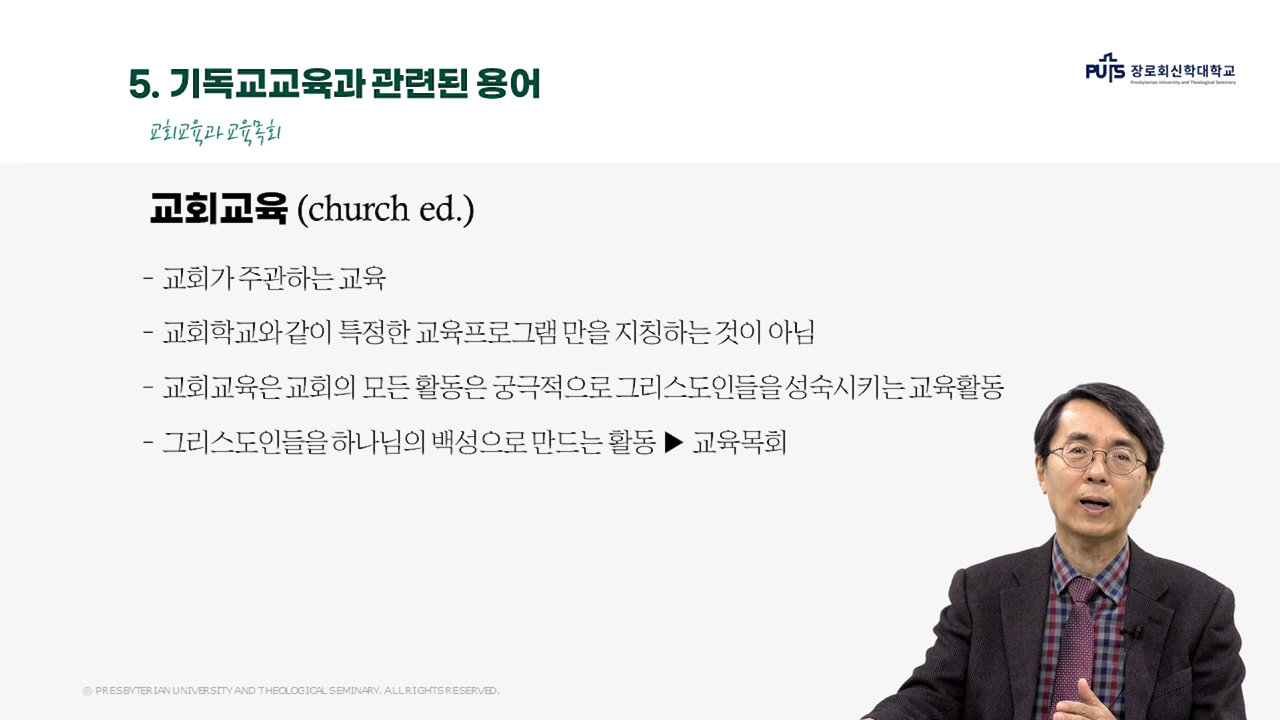 5. 기독교교육과 관련된 용어
교회교육과 교육목회
PUTS 장로회신학대학교
Presbyterian University and Theological Seminary
교회교육 (church ed.)
- 교회가 주관하는 교육
- 교회학교와 같이 특정한 교육프로그램 만을 지칭하는 것이 아님
- 교회교육은 교회의 모든 활동은 궁극적으로 그리스도인들을 성숙시키는 교육활동
- 그리스도인들을 하나님의 백성으로 만드는 활동 ▶ 교육목회
© PRESBYTERIAN UNIVERSITY AND THEOLOGICAL SEMINARY. ALL RIGHTS RESERVED.